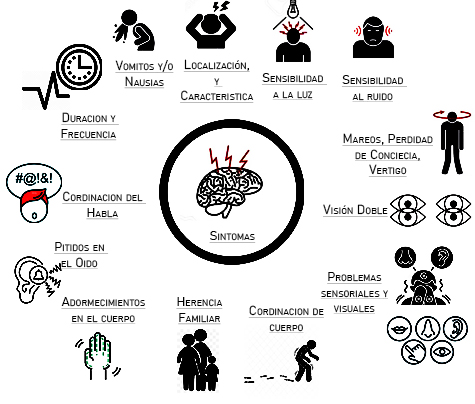 Vomitos y/o
Nausias
Localización,
y
Caracteristica
Sensibilidad
a la luz
Sensibilidad
al ruido
Duracion y
Frecuencia
Mareos, Perdidad
de Conciecia,
Vertigo
#@!&!
Cordinacion del
Habla
Visión Doble
Sintomas
Pitidos en
el Oido
Problemas
sensoriales y
visuales
Adormecimientos
en el cuerpo
Herencia
Familiar
Cordinacion de
cuerpo